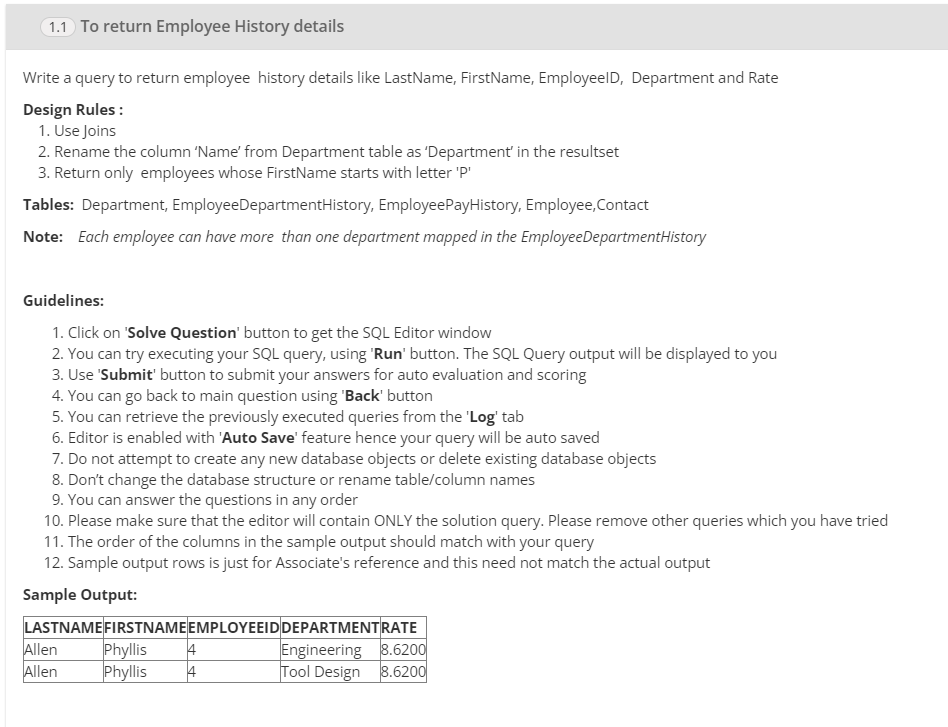 1.1 To return Employee History details
Write a query to return employee history details like LastName, FirstName, EmployeeID, Department and Rate
Design Rules :
1. Use Joins
2. Rename the column ‘Name’ from Department table as ‘Department’ in the resultset
3. Return only employees whose FirstName starts with letter 'P'
Tables: Department, EmployeeDepartmentHistory, EmployeePayHistory, Employee,Contact
Note: Each employee can have more than one department mapped in the EmployeeDepartmentHistory
Guidelines:
1. Click on 'Solve Question' button to get the SQL Editor window
2. You can try executing your SQL query, using 'Run' button. The SQL Query output will be displayed to you
3. Use 'Submit' button to submit your answers for auto evaluation and scoring
4. You can go back to main question using 'Back' button
5. You can retrieve the previously executed queries from the 'Log' tab
6. Editor is enabled with 'Auto Save' feature hence your query will be auto saved
7. Do not attempt to create any new database objects or delete existing database objects
8. Don’t change the database structure or rename table/column names
9. You can answer the questions in any order
10. Please make sure that the editor will contain ONLY the solution query. Please remove other queries which you have tried
11. The order of the columns in the sample output should match with your query
12. Sample output rows is just for Associate's reference and this need not match the actual output
Sample Output:
LASTNAME FIRSTNAME EMPLOYEEID DEPARTMENT RATE
Allen Phyllis 4 Engineering 8.6200
Allen Phyllis 4 Tool Design 8.6200